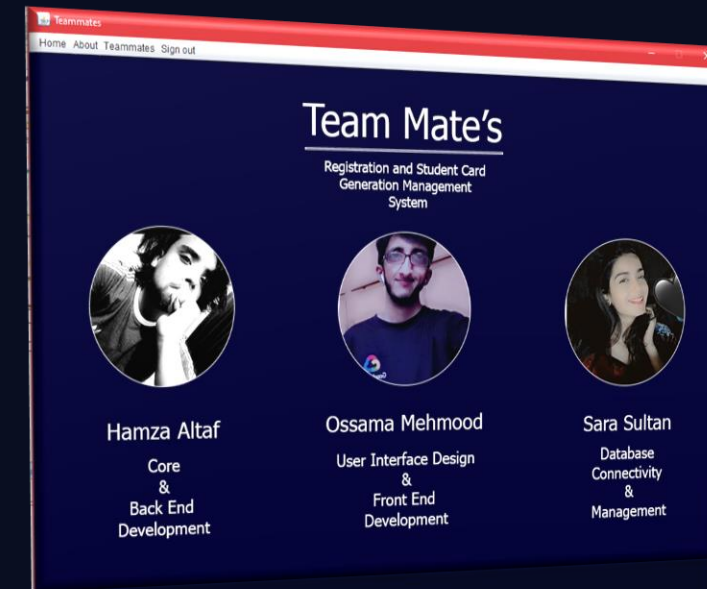 Teammates
Home About Teammates Sign out
Team Mate's
Registration and Student Card
Generation Management
System
Hamza Altaf
Core
&
Back End
Development
Ossama Mehmood
User Interface Design
&
Front End
Development
Sara Sultan
Database
Connectivity
&
Management